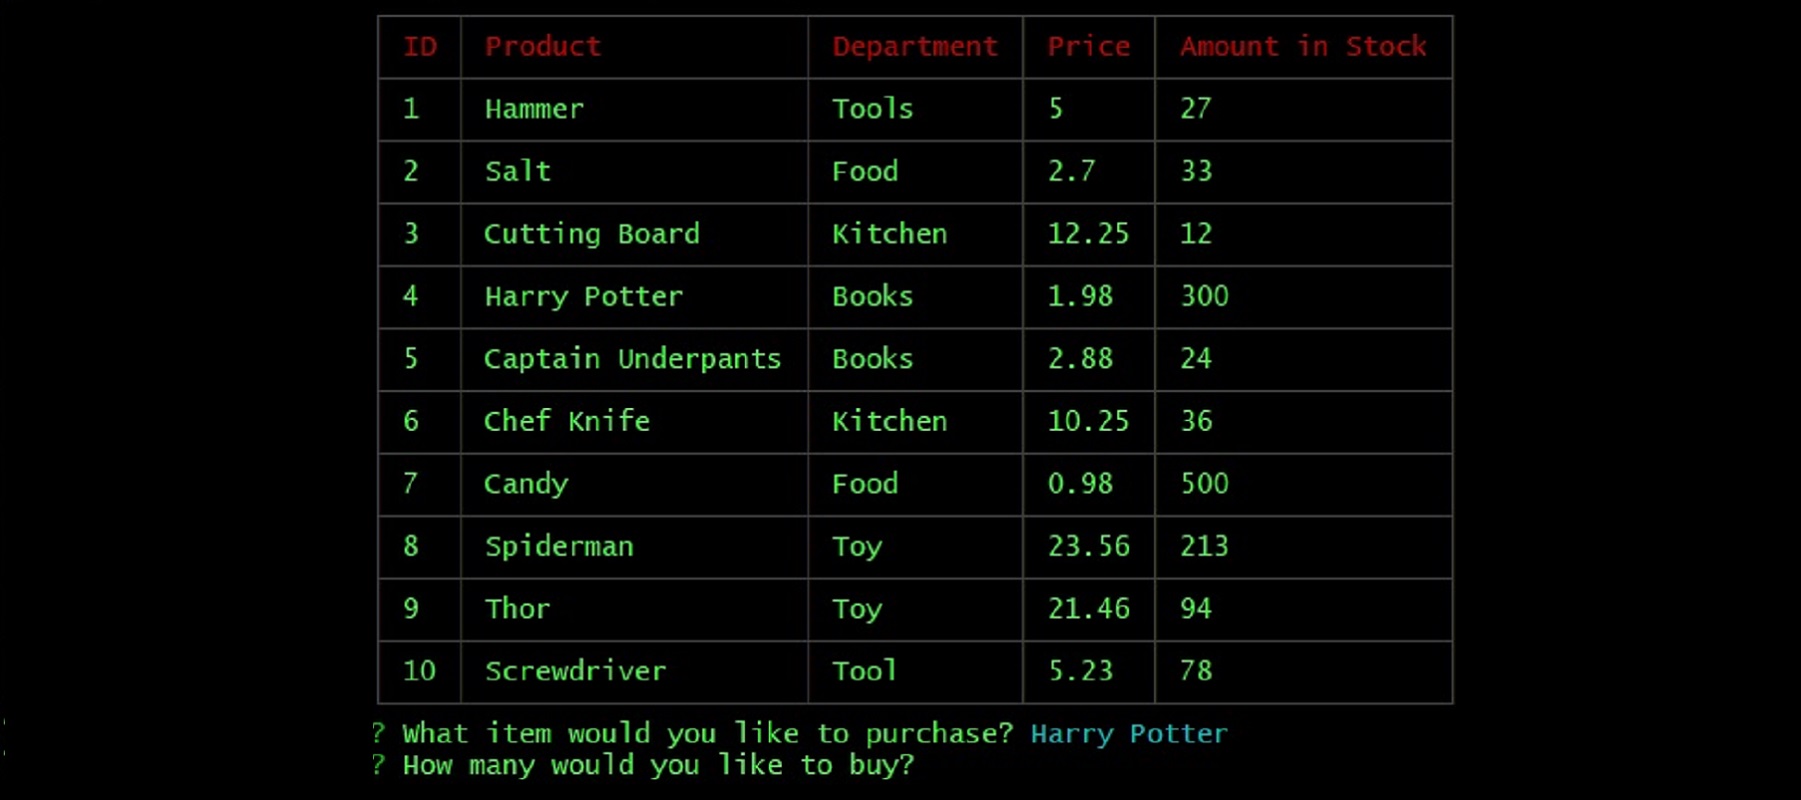 ID Product Department Price Amount in Stock
1 Hammer Tools 5 27
2 Salt Food 2.7 33
3 Cutting Board Kitchen 12.25 12
4 Harry Potter Books 1.98 300
5 Captain Underpants Books 2.88 24
6 Chef Knife Kitchen 10.25 36
7 Candy Food 0.98 500
8 Spiderman Toy 23.56 213
9 Thor Toy 21.46 94
10 Screwdriver Tool 5.23 78
? What item would you like to purchase? Harry Potter
? How many would you like to buy?